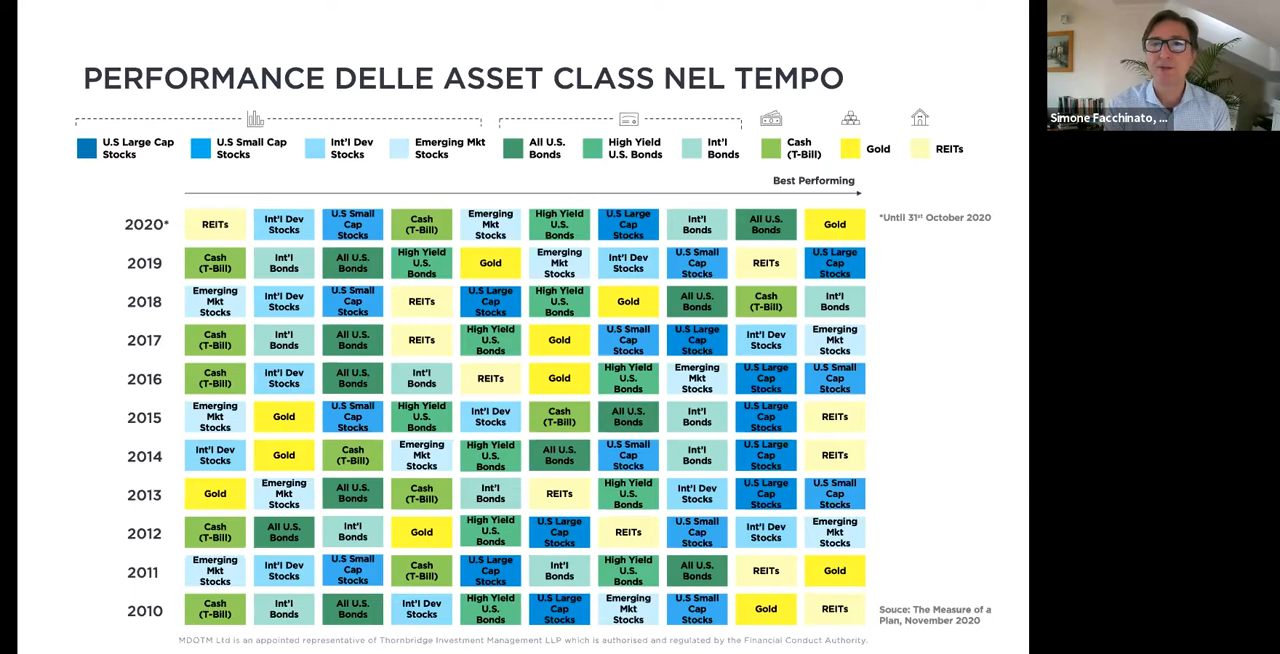 PERFORMANCE DELLE ASSET CLASS NEL TEMPO
Simone Facchinato, ...
U.S Large Cap Stocks
U.S Small Cap Stocks
Int'l Dev Stocks
Emerging Mkt Stocks
All U.S. Bonds
High Yield U.S. Bonds
Int'l Bonds
Cash (T-Bill)
Gold
REITs
Best Performing
2020* REITs Int'l Dev Stocks U.S Small Cap Stocks Cash (T-Bill) Emerging Mkt Stocks High Yield U.S. Bonds U.S Large Cap Stocks Int'l Bonds All U.S. Bonds Gold
*Until 31st October 2020
2019 Cash (T-Bill) Int'l Bonds All U.S. Bonds High Yield U.S. Bonds Gold Emerging Mkt Stocks Int'l Dev Stocks U.S Small Cap Stocks REITs U.S Large Cap Stocks
2018 Emerging Mkt Stocks Int'l Dev Stocks U.S Small Cap Stocks REITs U.S Large Cap Stocks High Yield U.S. Bonds Gold All U.S. Bonds Cash (T-Bill) Int'l Bonds
2017 Cash (T-Bill) Int'l Bonds All U.S. Bonds REITs High Yield U.S. Bonds Gold U.S Small Cap Stocks U.S Large Cap Stocks Int'l Dev Stocks Emerging Mkt Stocks
2016 Cash (T-Bill) Int'l Dev Stocks All U.S. Bonds Int'l Bonds REITs Gold High Yield U.S. Bonds Emerging Mkt Stocks U.S Large Cap Stocks U.S Small Cap Stocks
2015 Emerging Mkt Stocks Gold U.S Small Cap Stocks High Yield U.S. Bonds Int'l Dev Stocks Cash (T-Bill) All U.S. Bonds Int'l Bonds U.S Large Cap Stocks REITs
2014 Int'l Dev Stocks Gold Cash (T-Bill) Emerging Mkt Stocks High Yield U.S. Bonds All U.S. Bonds U.S Small Cap Stocks Int'l Bonds U.S Large Cap Stocks REITs
2013 Gold Emerging Mkt Stocks All U.S. Bonds Cash (T-Bill) Int'l Bonds REITs High Yield U.S. Bonds Int'l Dev Stocks U.S Large Cap Stocks U.S Small Cap Stocks
2012 Cash (T-Bill) All U.S. Bonds Int'l Bonds Gold High Yield U.S. Bonds U.S Large Cap Stocks REITs U.S Small Cap Stocks Int'l Dev Stocks Emerging Mkt Stocks
2011 Emerging Mkt Stocks Int'l Dev Stocks U.S Small Cap Stocks Cash (T-Bill) U.S Large Cap Stocks Int'l Bonds High Yield U.S. Bonds All U.S. Bonds REITs Gold
2010 Cash (T-Bill) Int'l Bonds All U.S. Bonds Int'l Dev Stocks High Yield U.S. Bonds U.S Large Cap Stocks Emerging Mkt Stocks U.S Small Cap Stocks Gold REITs
Souce: The Measure of a
Plan, November 2020
MDOTM Ltd is an appointed representative of Thornbridge Investment Management LLP which is authorised and regulated by the Financial Conduct Authority.